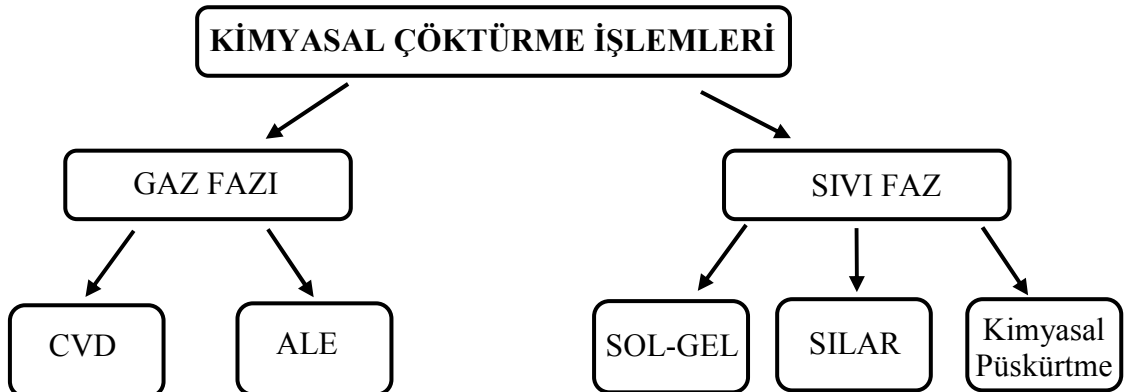 KİMYASAL ÇÖKTÜRME İŞLEMLERİ
GAZ FAZI
SIVI FAZ
CVD
ALE
SOL-GEL
SILAR
Kimyasal
Püskürtme